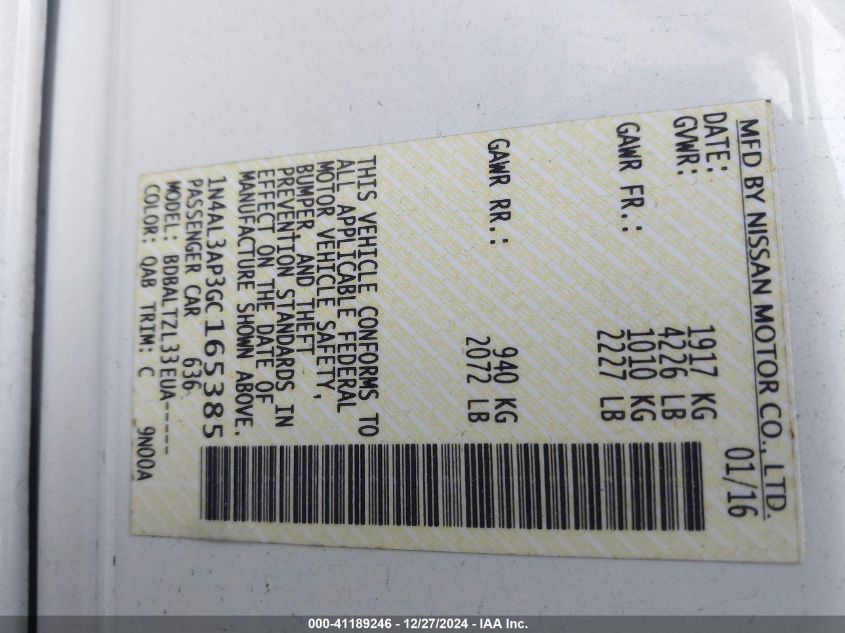 MFD BY NISSAN MOTOR CO., LTD.
DATE: 01/16
GVWR: 1917 KG
4226 LB
GAWR FR.: 1010 KG
2227 LB
GAWR RR.: 940 KG
2072 LB
THIS VEHICLE CONFORMS TO
ALL APPLICABLE FEDERAL
MOTOR VEHICLE SAFETY,
BUMPER, AND THEFT
PREVENTION STANDARDS IN
EFFECT ON THE DATE OF
MANUFACTURE SHOWN ABOVE.
1N4AL3AP3GC165385
PASSENGER CAR 636
MODEL: BDBALTZL33EUA-----
COLOR: QAB TRIM: C 9N00A
000-41189246 - 12/27/2024 - IAA Inc.